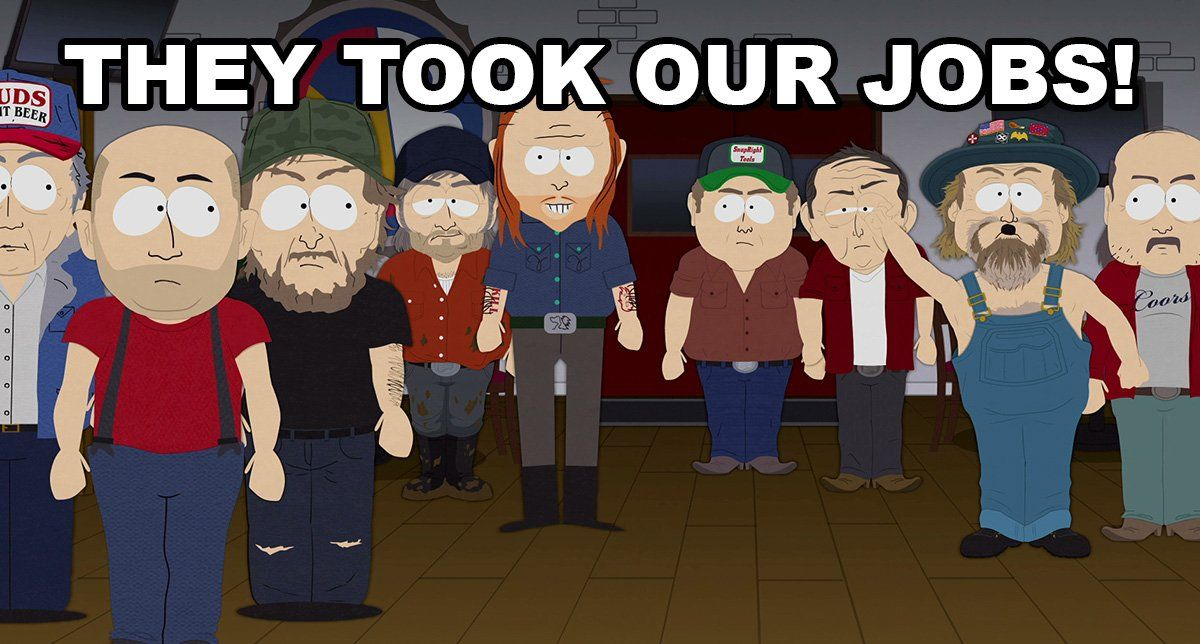 THEY TOOK OUR JOBS!
UDS
T BEER
SnapRight
Tools
Coors